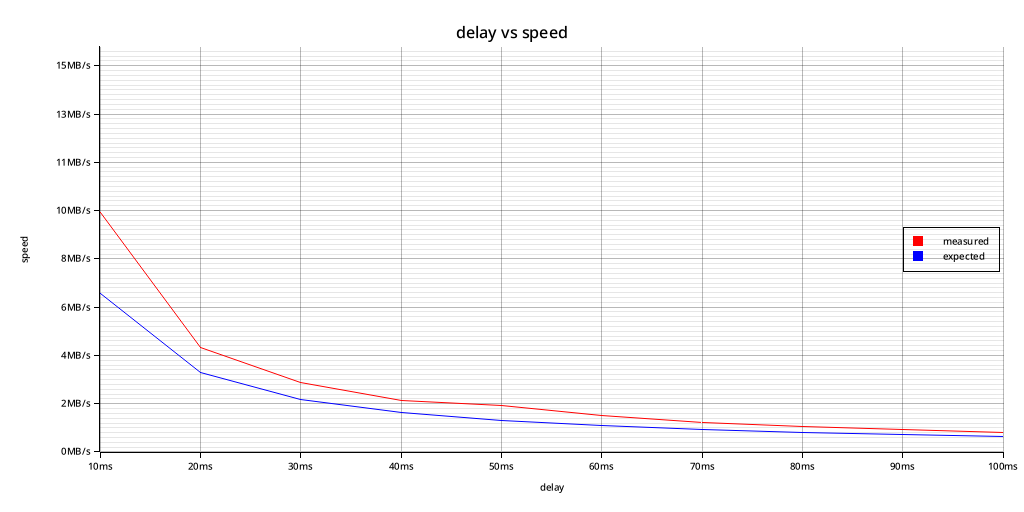 delay vs speed
15MB/s
13MB/s
11MB/s
10MB/s
8MB/s
6MB/s
4MB/s
2MB/s
0MB/s
speed
measured
expected
10ms 20ms 30ms 40ms 50ms 60ms 70ms 80ms 90ms 100ms
delay